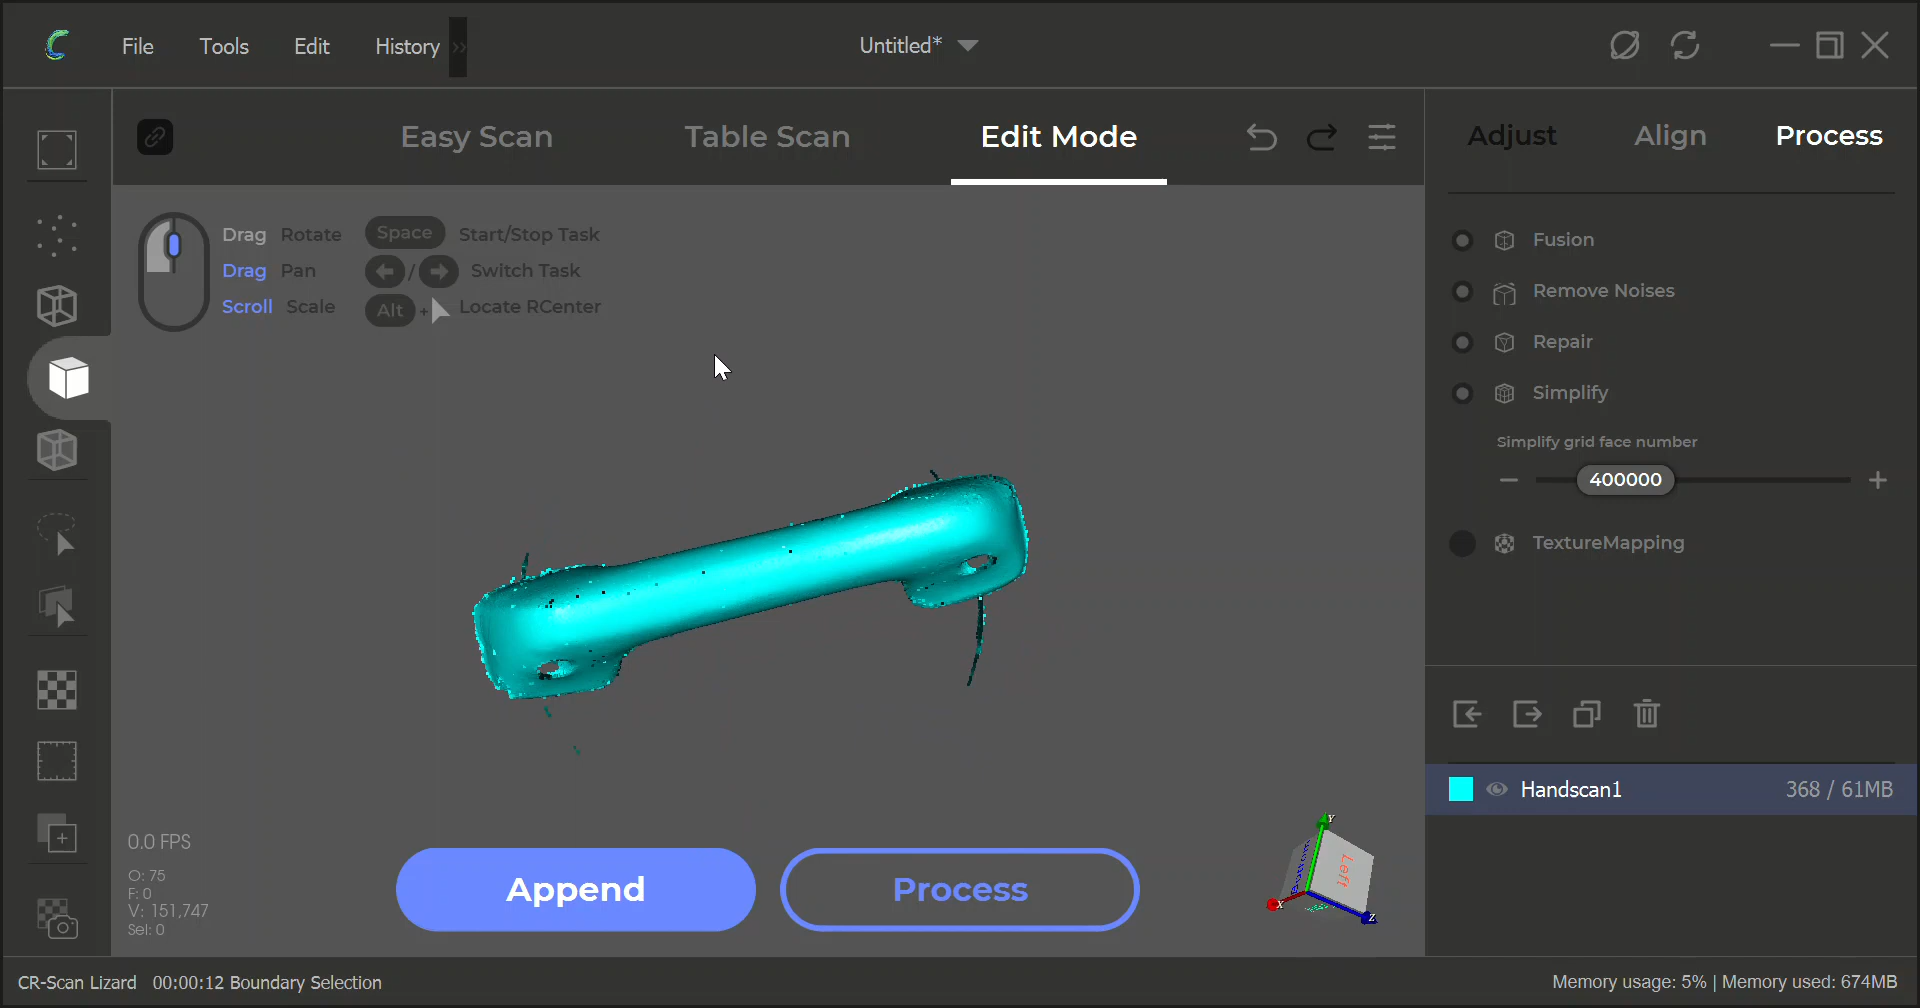 File Tools Edit History » Untitled*
Easy Scan Table Scan Edit Mode
Adjust Align Process
Drag Rotate Space Start/Stop Task
Drag Pan / Switch Task
Scroll Scale Alt + Locate RCenter
Fusion
Remove Noises
Repair
Simplify
Simplify grid face number
− 400000 +
TextureMapping
Handscan1 368 / 61MB
0.0 FPS
O: 75
F: 0
V: 151,747
Sel: 0
Append Process
Y
Bottom Left
X Z
CR-Scan Lizard 00:00:12 Boundary Selection Memory usage: 5% | Memory used: 674MB